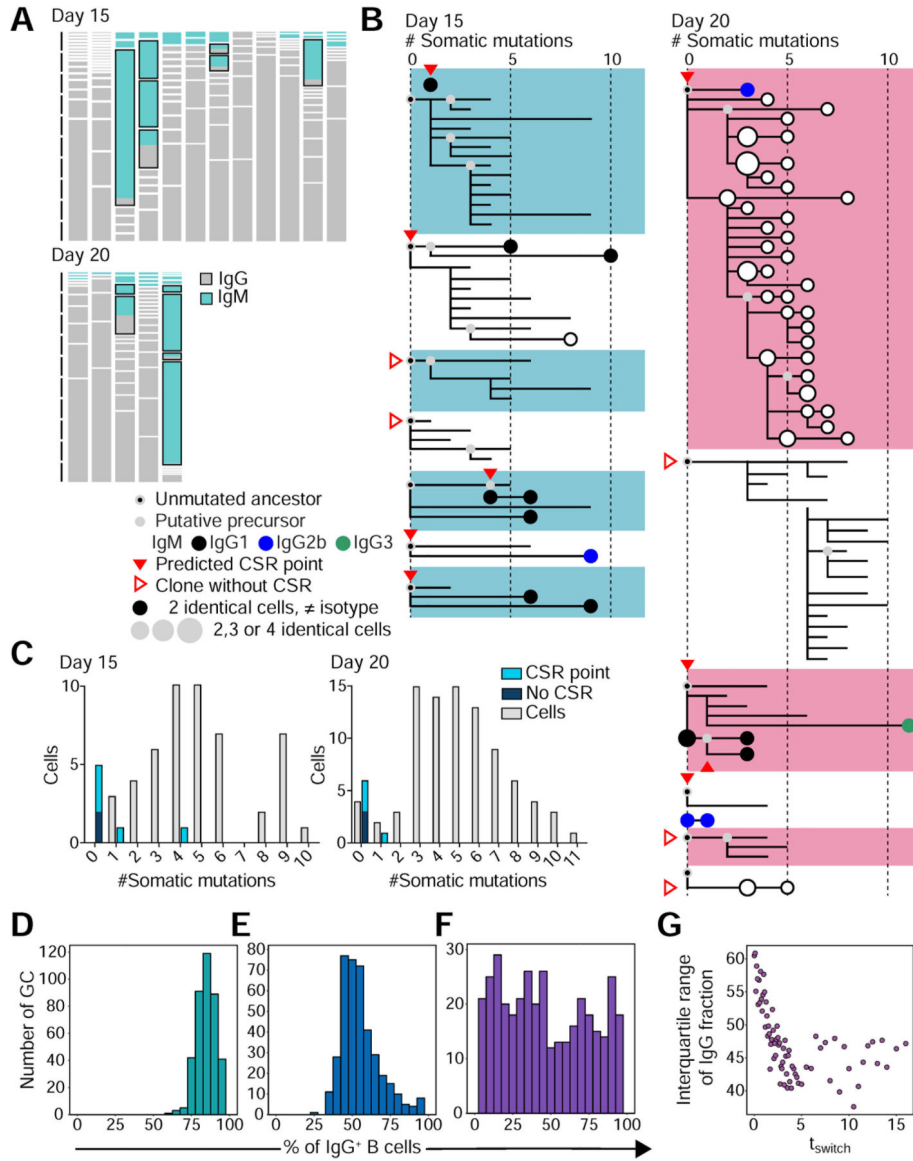 A
B
Day 15
Day 15
# Somatic mutations
0 5 10
Day 20
# Somatic mutations
0 5 10
Day 20
IgG
IgM
Unmutated ancestor
Putative precursor
IgM IgG1 IgG2b IgG3
Predicted CSR point
Clone without CSR
2 identical cells, ≠ isotype
2,3 or 4 identical cells
C
Day 15
10
5
0
Cells
0 1 2 3 4 5 6 7 8 9 10
#Somatic mutations
Day 20
15
10
5
0
Cells
0 1 2 3 4 5 6 7 8 9 10 11
#Somatic mutations
CSR point
No CSR
Cells
D
Number of GC
120
100
80
60
40
20
0
0 25 50 75 100
E
80
70
60
50
40
30
20
10
0
0 25 50 75 100
F
30
20
10
0
0 25 50 75 100
% of IgG⁺ B cells
G
Interquartile range
of IgG fraction
60
55
50
45
40
0 5 10 15
tswitch